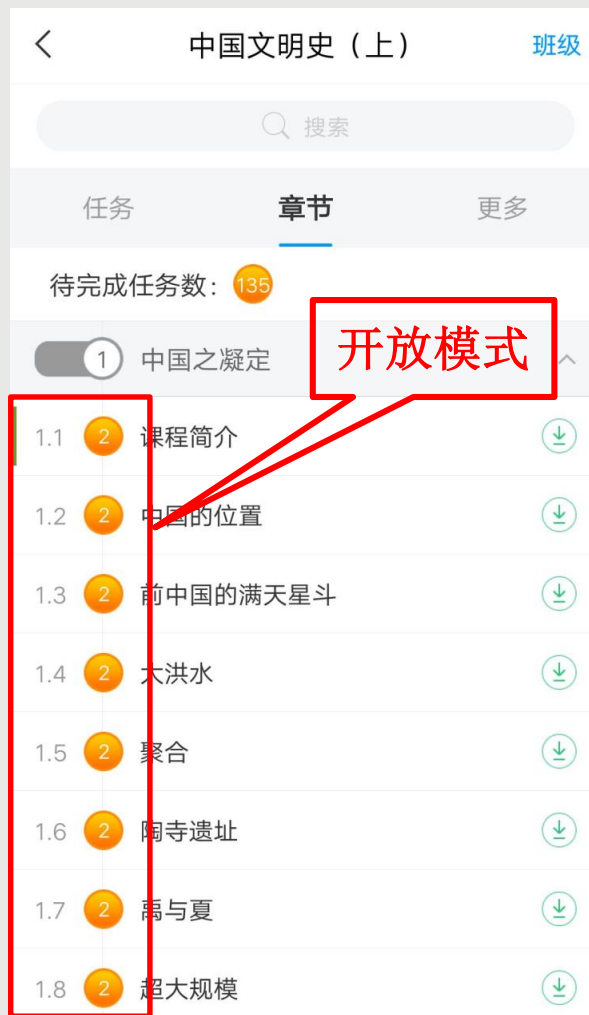 中国文明史（上） 班级
搜索
任务 章节 更多
待完成任务数： 135
1 中国之凝定
开放模式
1.1 2 课程简介
1.2 2 中国的位置
1.3 2 前中国的满天星斗
1.4 2 大洪水
1.5 2 聚合
1.6 2 陶寺遗址
1.7 2 禹与夏
1.8 2 超大规模